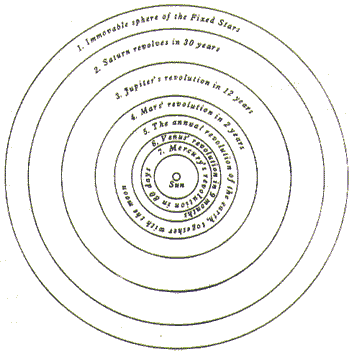 1. Immovable sphere of the Fixed Stars
2. Saturn revolves in 30 years
3. Jupiter's revolution in 12 years
4. Mars' revolution in 2 years
5. The annual revolution of the earth, together with the moon
6. Venus' revolution in 9 months
7. Mercury's revolution in 80 days
Sun